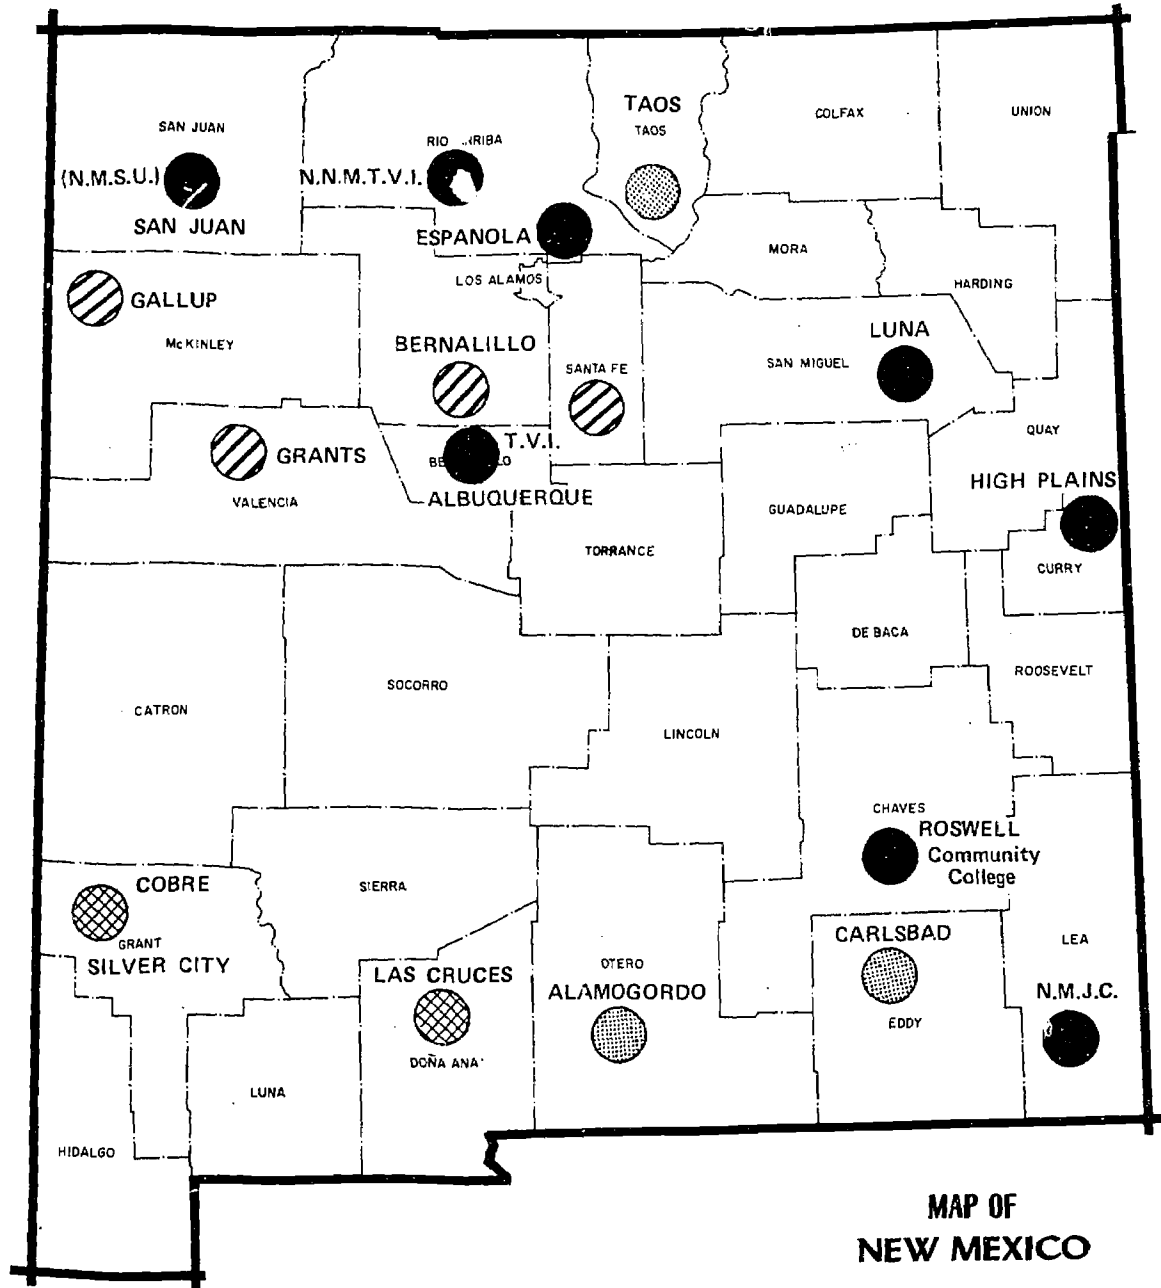 TAOS
TAOS
COLFAX
UNION
SAN JUAN
RIO
(N.M.S.U.)
N.N.M.T.V.I.
SAN JUAN
ESPANOLA
MORA
LOS ALAMOS
HARDING
GALLUP
LUNA
McKINLEY
BERNALILLO
SAN MIGUEL
SANTA FE
QUAY
T.V.I.
GRANTS
HIGH PLAINS
ALBUQUERQUE
VALENCIA
GUADALUPE
TORRANCE
CURRY
DE BACA
ROOSEVELT
SOCORRO
CATRON
LINCOLN
CHAVES
ROSWELL
Community
College
COBRE
SIERRA
GRANT
CARLSBAD
LEA
SILVER CITY
LAS CRUCES
OTERO
ALAMOGORDO
N.M.J.C.
EDDY
DOÑA ANA
LUNA
HIDALGO
MAP OF
NEW MEXICO